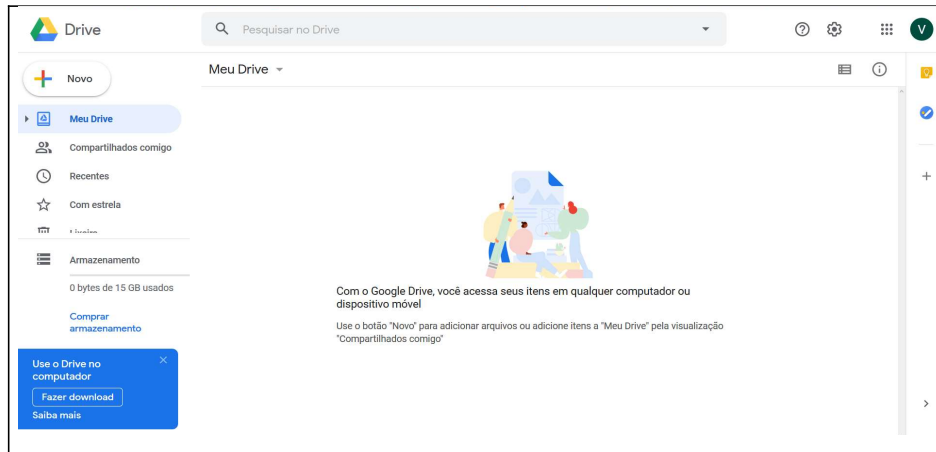 Drive
Pesquisar no Drive
V
Novo
Meu Drive
Meu Drive
Compartilhados comigo
Recentes
Com estrela
Lixeira
Armazenamento
0 bytes de 15 GB usados
Comprar
armazenamento
Com o Google Drive, você acessa seus itens em qualquer computador ou
dispositivo móvel
Use o botão "Novo" para adicionar arquivos ou adicione itens a "Meu Drive" pela visualização
"Compartilhados comigo"
Use o Drive no
computador
Fazer download
Saiba mais